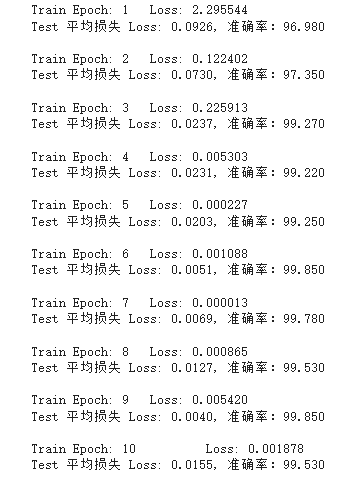 Train Epoch: 1   Loss: 2.295544
Test 平均损失 Loss: 0.0926, 准确率：96.980
Train Epoch: 2   Loss: 0.122402
Test 平均损失 Loss: 0.0730, 准确率：97.350
Train Epoch: 3   Loss: 0.225913
Test 平均损失 Loss: 0.0237, 准确率：99.270
Train Epoch: 4   Loss: 0.005303
Test 平均损失 Loss: 0.0231, 准确率：99.220
Train Epoch: 5   Loss: 0.000227
Test 平均损失 Loss: 0.0203, 准确率：99.250
Train Epoch: 6   Loss: 0.001088
Test 平均损失 Loss: 0.0051, 准确率：99.850
Train Epoch: 7   Loss: 0.000013
Test 平均损失 Loss: 0.0069, 准确率：99.780
Train Epoch: 8   Loss: 0.000865
Test 平均损失 Loss: 0.0127, 准确率：99.530
Train Epoch: 9   Loss: 0.005420
Test 平均损失 Loss: 0.0040, 准确率：99.850
Train Epoch: 10          Loss: 0.001878
Test 平均损失 Loss: 0.0155, 准确率：99.530